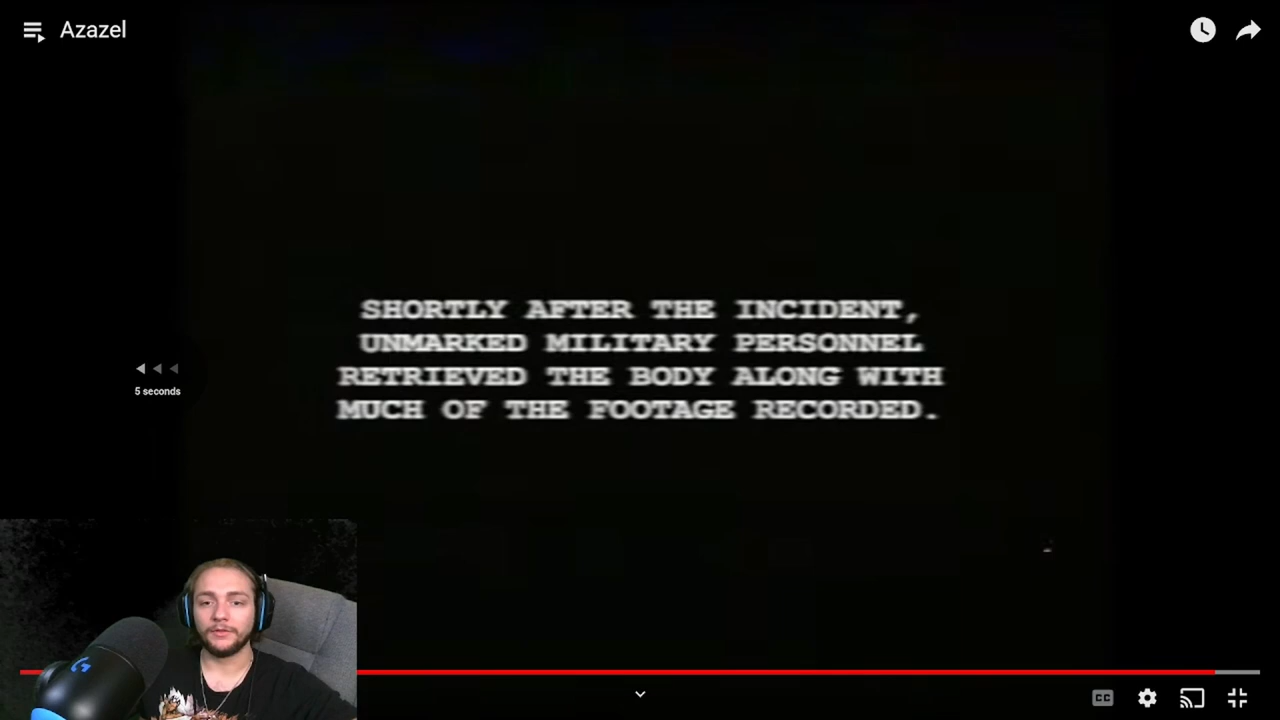 Azazel
SHORTLY AFTER THE INCIDENT,
UNMARKED MILITARY PERSONNEL
RETRIEVED THE BODY ALONG WITH
MUCH OF THE FOOTAGE RECORDED.
5 seconds
CC